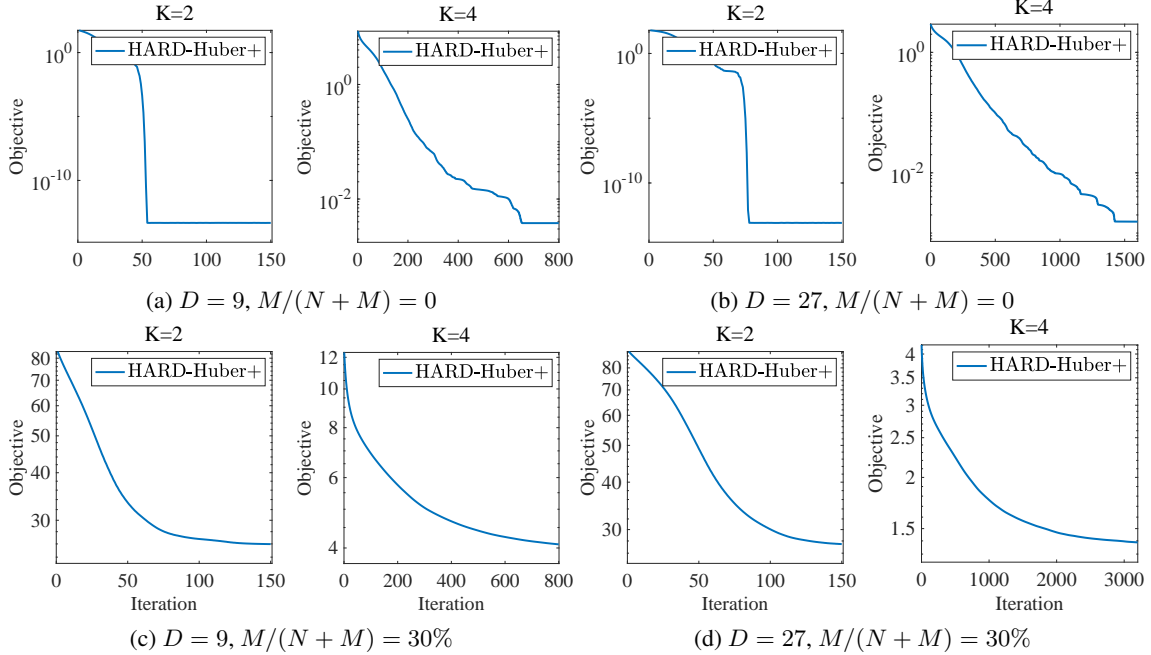 K=2
HARD-Huber+
Objective
10^0
10^-10
0 50 100 150
K=4
HARD-Huber+
Objective
10^0
10^-2
0 200 400 600 800
(a) D = 9, M/(N + M) = 0
K=2
HARD-Huber+
Objective
10^0
10^-10
0 50 100 150
K=4
HARD-Huber+
Objective
10^0
10^-2
0 500 1000 1500
(b) D = 27, M/(N + M) = 0
K=2
HARD-Huber+
Objective
80
70
60
50
40
30
0 50 100 150
Iteration
K=4
HARD-Huber+
Objective
12
10
8
6
4
0 200 400 600 800
Iteration
(c) D = 9, M/(N + M) = 30%
K=2
HARD-Huber+
Objective
80
70
60
50
40
30
0 50 100 150
Iteration
K=4
HARD-Huber+
Objective
4
3.5
3
2.5
2
1.5
0 1000 2000 3000
Iteration
(d) D = 27, M/(N + M) = 30%